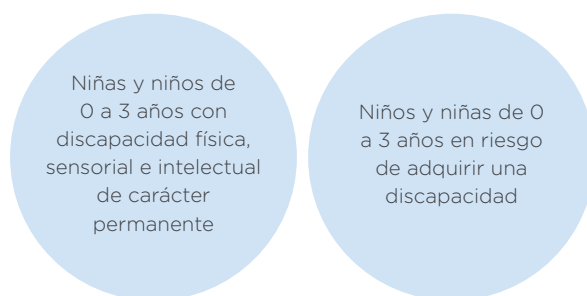 Niñas y niños de
0 a 3 años con
discapacidad física,
sensorial e intelectual
de carácter
permanente
Niños y niñas de 0
a 3 años en riesgo
de adquirir una
discapacidad